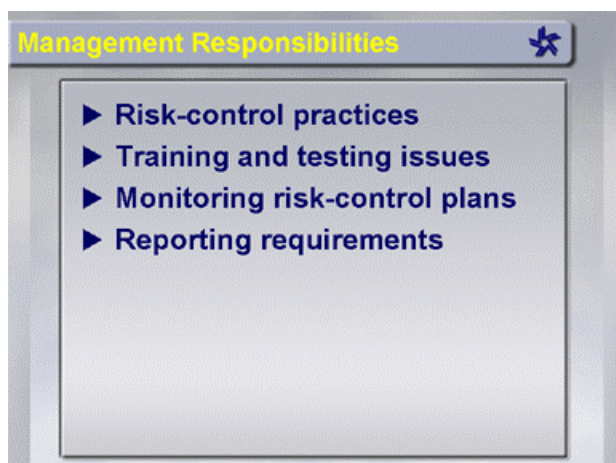 Management Responsibilities
Risk-control practices
Training and testing issues
Monitoring risk-control plans
Reporting requirements